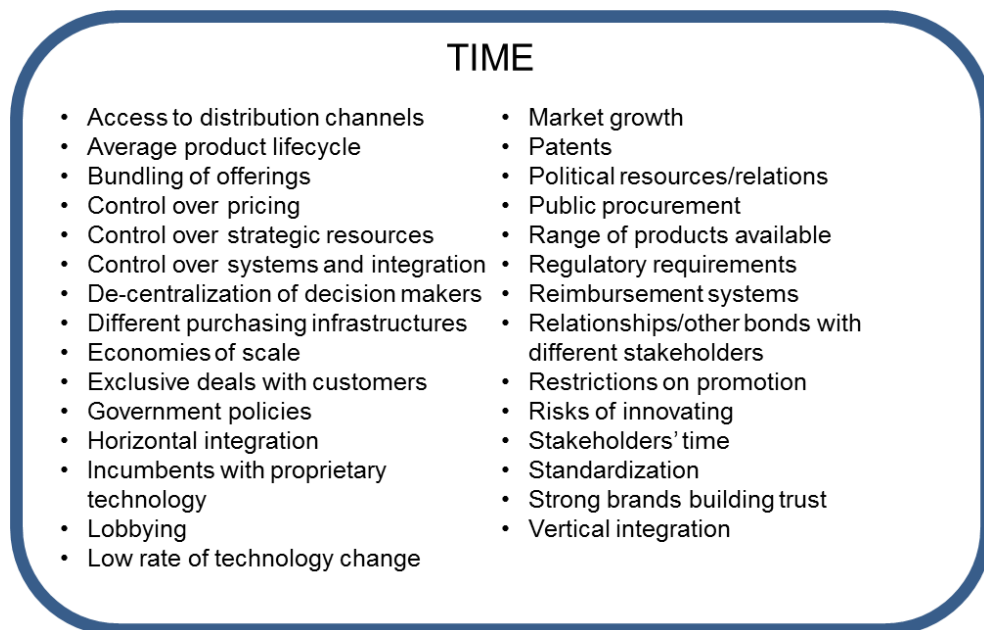 TIME
• Access to distribution channels
• Average product lifecycle
• Bundling of offerings
• Control over pricing
• Control over strategic resources
• Control over systems and integration
• De-centralization of decision makers
• Different purchasing infrastructures
• Economies of scale
• Exclusive deals with customers
• Government policies
• Horizontal integration
• Incumbents with proprietary
technology
• Lobbying
• Low rate of technology change
• Market growth
• Patents
• Political resources/relations
• Public procurement
• Range of products available
• Regulatory requirements
• Reimbursement systems
• Relationships/other bonds with
different stakeholders
• Restrictions on promotion
• Risks of innovating
• Stakeholders’ time
• Standardization
• Strong brands building trust
• Vertical integration